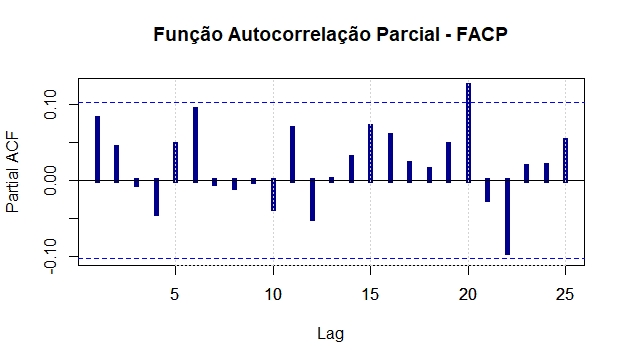 Função Autocorrelação Parcial - FACP
Partial ACF
0.10
0.00
-0.10
5 10 15 20 25
Lag